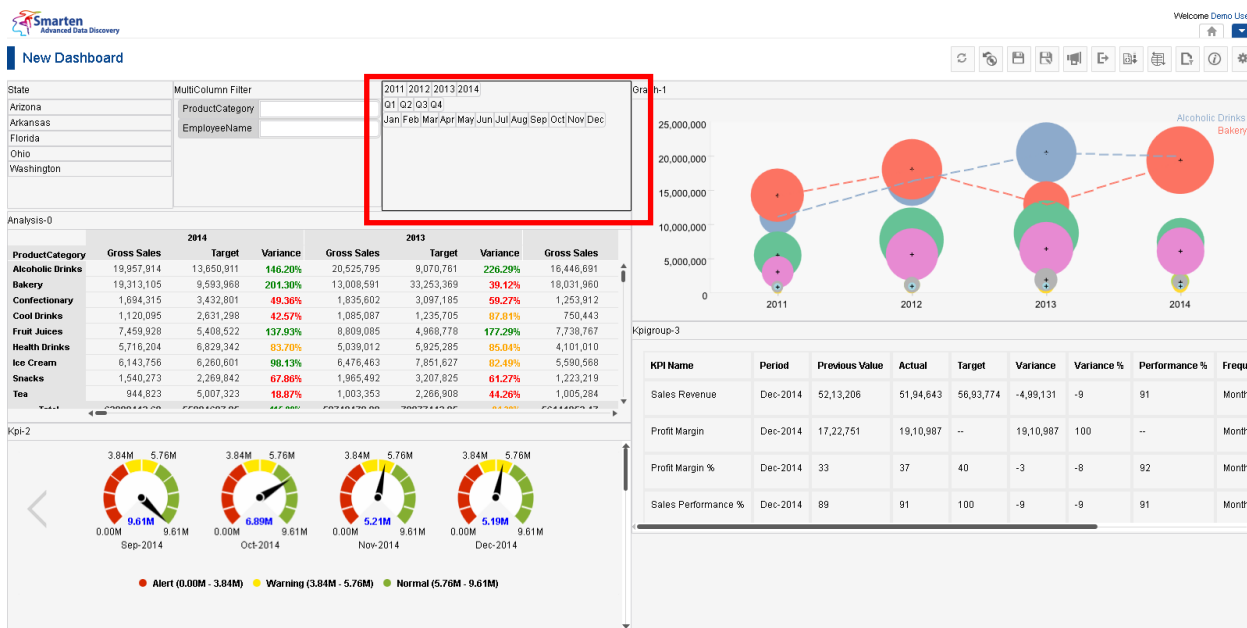 Smarten
Advanced Data Discovery
Welcome Demo Use
New Dashboard
State
Arizona
Arkansas
Florida
Ohio
Washington
MultiColumn Filter
ProductCategory
EmployeeName
2011 2012 2013 2014
Q1 Q2 Q3 Q4
Jan Feb Mar Apr May Jun Jul Aug Sep Oct Nov Dec
Graph-1
Alcoholic Drinks
Bakery
25,000,000
20,000,000
15,000,000
10,000,000
5,000,000
0
2011 2012 2013 2014
Analysis-0
2014 2013
ProductCategory Gross Sales Target Variance Gross Sales Target Variance Gross Sales
Alcoholic Drinks 19,957,914 13,650,911 146.20% 20,525,795 9,070,761 226.29% 16,446,691
Bakery 19,313,105 9,593,968 201.30% 13,008,591 33,253,369 39.12% 18,031,960
Confectionary 1,694,315 3,432,801 49.36% 1,835,602 3,097,185 59.27% 1,253,912
Cool Drinks 1,120,095 2,631,298 42.57% 1,085,087 1,235,705 87.81% 750,443
Fruit Juices 7,459,928 5,408,522 137.93% 8,809,085 4,968,778 177.29% 7,738,767
Health Drinks 5,716,204 6,829,342 83.70% 5,039,012 5,925,285 85.04% 4,101,010
Ice Cream 6,143,756 6,260,601 98.13% 6,476,463 7,851,627 82.49% 5,590,568
Snacks 1,540,273 2,269,842 67.86% 1,965,492 3,207,825 61.27% 1,223,219
Tea 944,823 5,007,323 18.87% 1,003,353 2,266,908 44.26% 1,005,284
Kpigroup-3
KPI Name Period Previous Value Actual Target Variance Variance % Performance % Frequ
Sales Revenue Dec-2014 52,13,206 51,94,643 56,93,774 -4,99,131 -9 91 Month
Profit Margin Dec-2014 17,22,751 19,10,987 -- 19,10,987 100 -- Month
Profit Margin % Dec-2014 33 37 40 -3 -8 92 Month
Sales Performance % Dec-2014 89 91 100 -9 -9 91 Month
Kpi-2
3.84M 5.76M 3.84M 5.76M 3.84M 5.76M 3.84M 5.76M
9.61M 6.89M 5.21M 5.19M
0.00M 9.61M 0.00M 9.61M 0.00M 9.61M 0.00M 9.61M
Sep-2014 Oct-2014 Nov-2014 Dec-2014
Alert (0.00M - 3.84M) Warning (3.84M - 5.76M) Normal (5.76M - 9.61M)